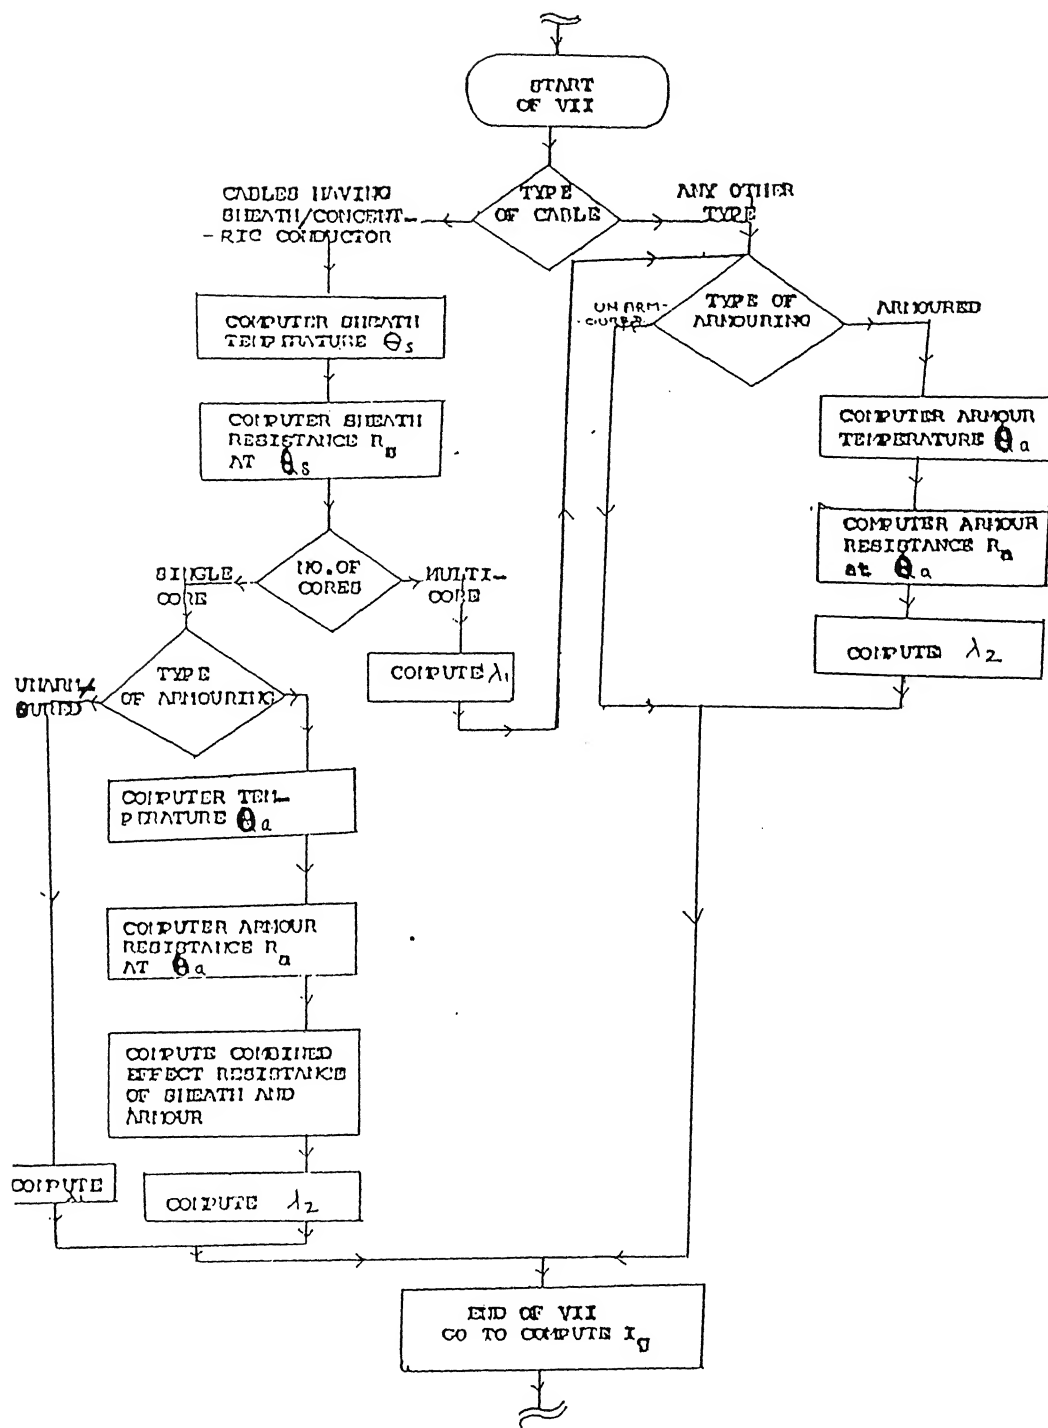 START
OF VII
TYPE
OF CABLE
CABLES HAVING
SHEATH/CONCENT-
- RIC CONDUCTOR
ANY OTHER
TYPE
COMPUTER SHEATH
TEMPERATURE θs
COMPUTER SHEATH
RESISTANCE Rs
AT θs
NO. OF
CORES
SINGLE
CORE
MULTI-
CORE
COMPUTE λ1
TYPE OF
ARMOURING
UNARM-
OURED
ARMOURED
COMPUTER ARMOUR
TEMPERATURE θa
COMPUTER ARMOUR
RESISTANCE Ra
at θa
COMPUTE λ2
TYPE
OF ARMOURING
UNARM
OURED
COMPUTER TEM-
PERATURE θa
COMPUTER ARMOUR
RESISTANCE Ra
AT θa
COMPUTE COMBINED
EFFECT RESISTANCE
OF SHEATH AND
ARMOUR
COMPUTE
COMPUTE λ2
END OF VII
GO TO COMPUTE